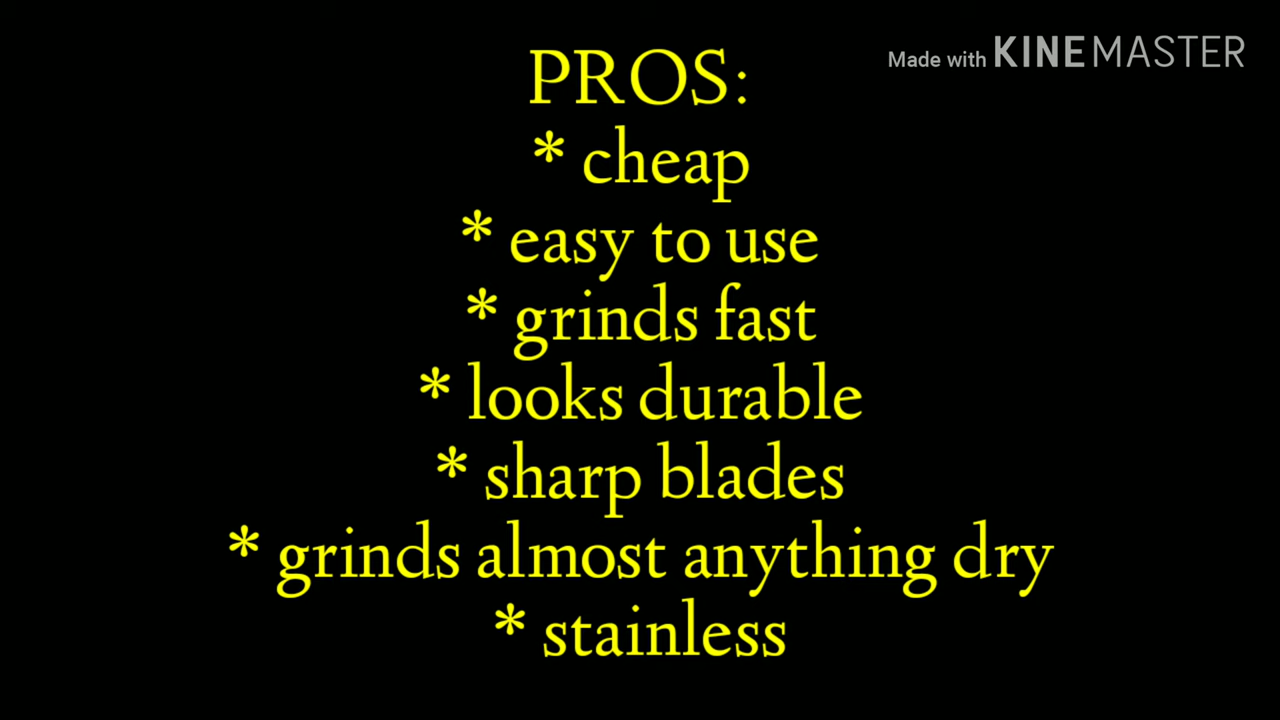 Made with KINEMASTER
PROS:
* cheap
* easy to use
* grinds fast
* looks durable
* sharp blades
* grinds almost anything dry
* stainless